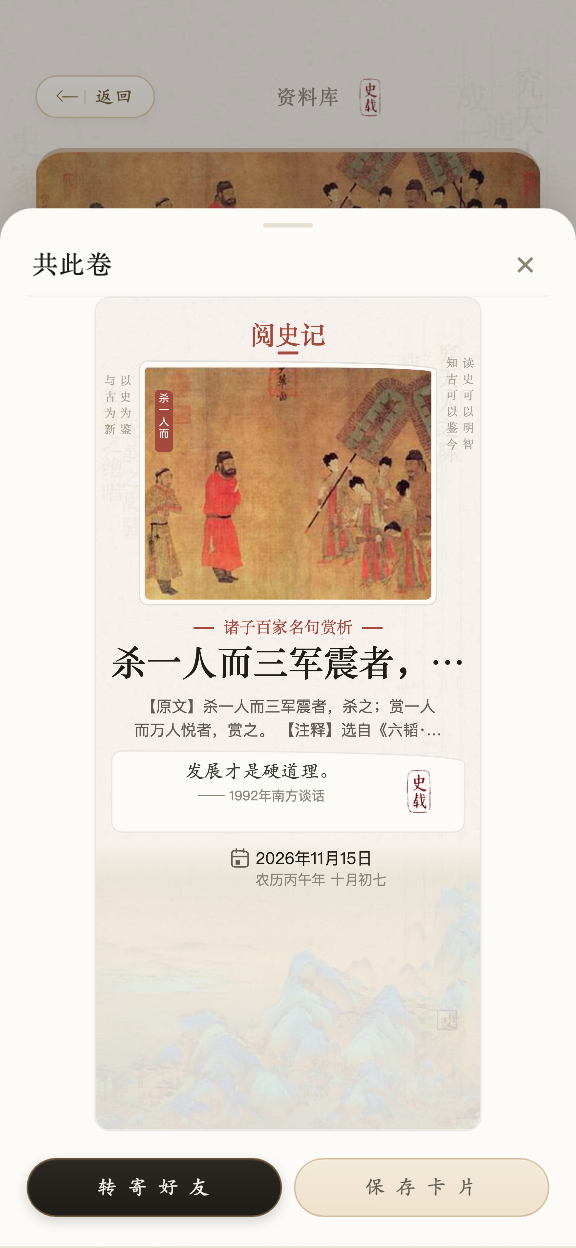 返回
资料库
史载
共此卷
阅史记
以史为鉴
与古为新
读史可以明智
知古可以鉴今
杀一人而
诸子百家名句赏析
杀一人而三军震者，…
【原文】杀一人而三军震者，杀之；赏一人
而万人悦者，赏之。 【注释】选自《六韬·…
发展才是硬道理。
—— 1992年南方谈话
史载
2026年11月15日
农历丙午年 十月初七
转寄好友
保存卡片